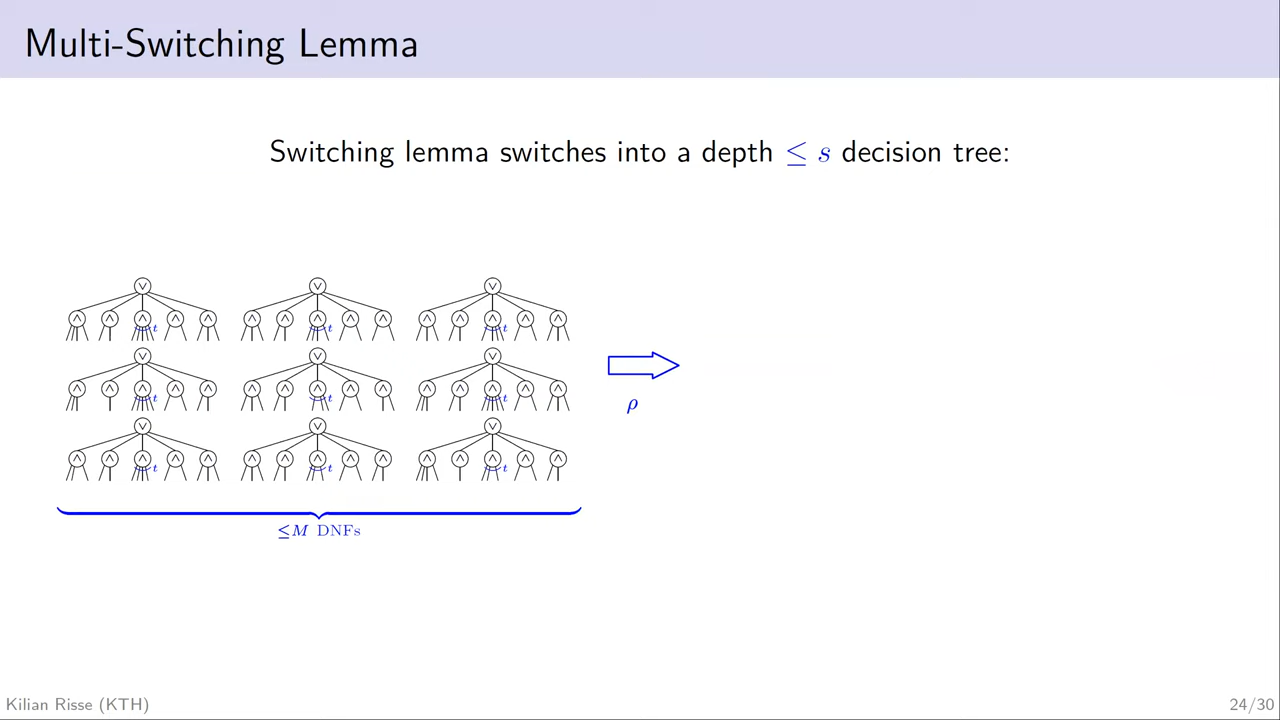 Multi-Switching Lemma
Switching lemma switches into a depth ≤ s decision tree:
∨ ∨ ∨
∧ ∧ ∧ ∧ ∧ ∧ ∧ ∧ ∧ ∧ ∧ ∧ ∧ ∧ ∧
t t t
∨ ∨ ∨
∧ ∧ ∧ ∧ ∧ ∧ ∧ ∧ ∧ ∧ ∧ ∧ ∧ ∧ ∧
t t t
∨ ∨ ∨
∧ ∧ ∧ ∧ ∧ ∧ ∧ ∧ ∧ ∧ ∧ ∧ ∧ ∧ ∧
t t t
ρ
≤M DNFs
Kilian Risse (KTH)
24/30